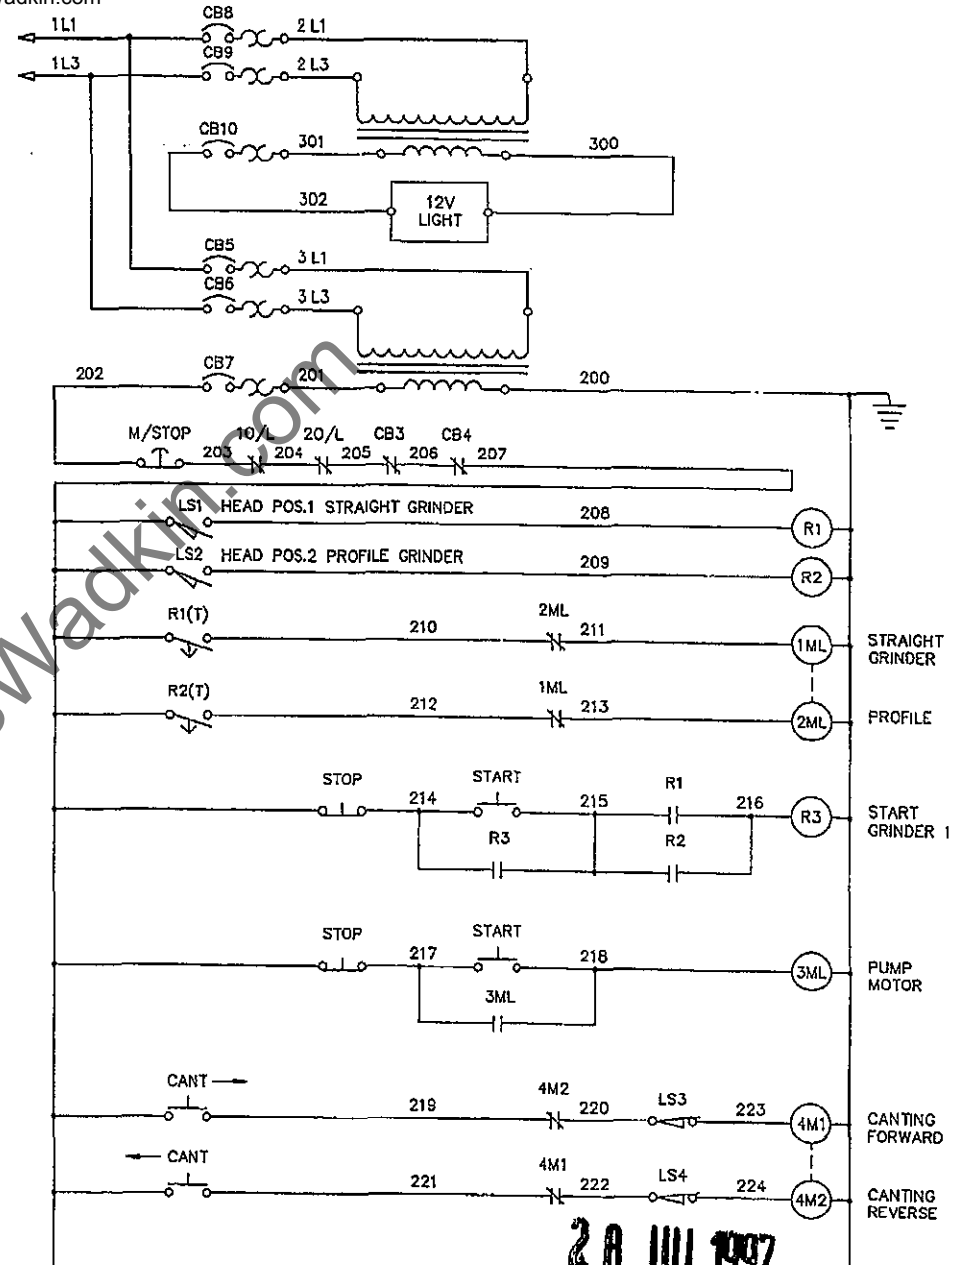 CB8
1L1
2 L1
CB9
1L3
2 L3
CB10
301
300
302
12V
LIGHT
CB5
3 L1
CB6
3 L3
CB7
202
201
200
M/STOP
10/L
20/L
CB3
CB4
203
204
205
206
207
LS1 HEAD POS.1 STRAIGHT GRINDER
208
R1
LS2 HEAD POS.2 PROFILE GRINDER
209
R2
R1(T)
210
2ML
211
1ML
STRAIGHT
GRINDER
R2(T)
212
1ML
213
2ML
PROFILE
STOP
START
R1
214
215
216
R3
START
GRINDER 1
R3
R2
STOP
START
217
218
3ML
PUMP
MOTOR
3ML
CANT
219
4M2
220
LS3
223
4M1
CANTING
FORWARD
CANT
221
4M1
222
LS4
224
4M2
CANTING
REVERSE